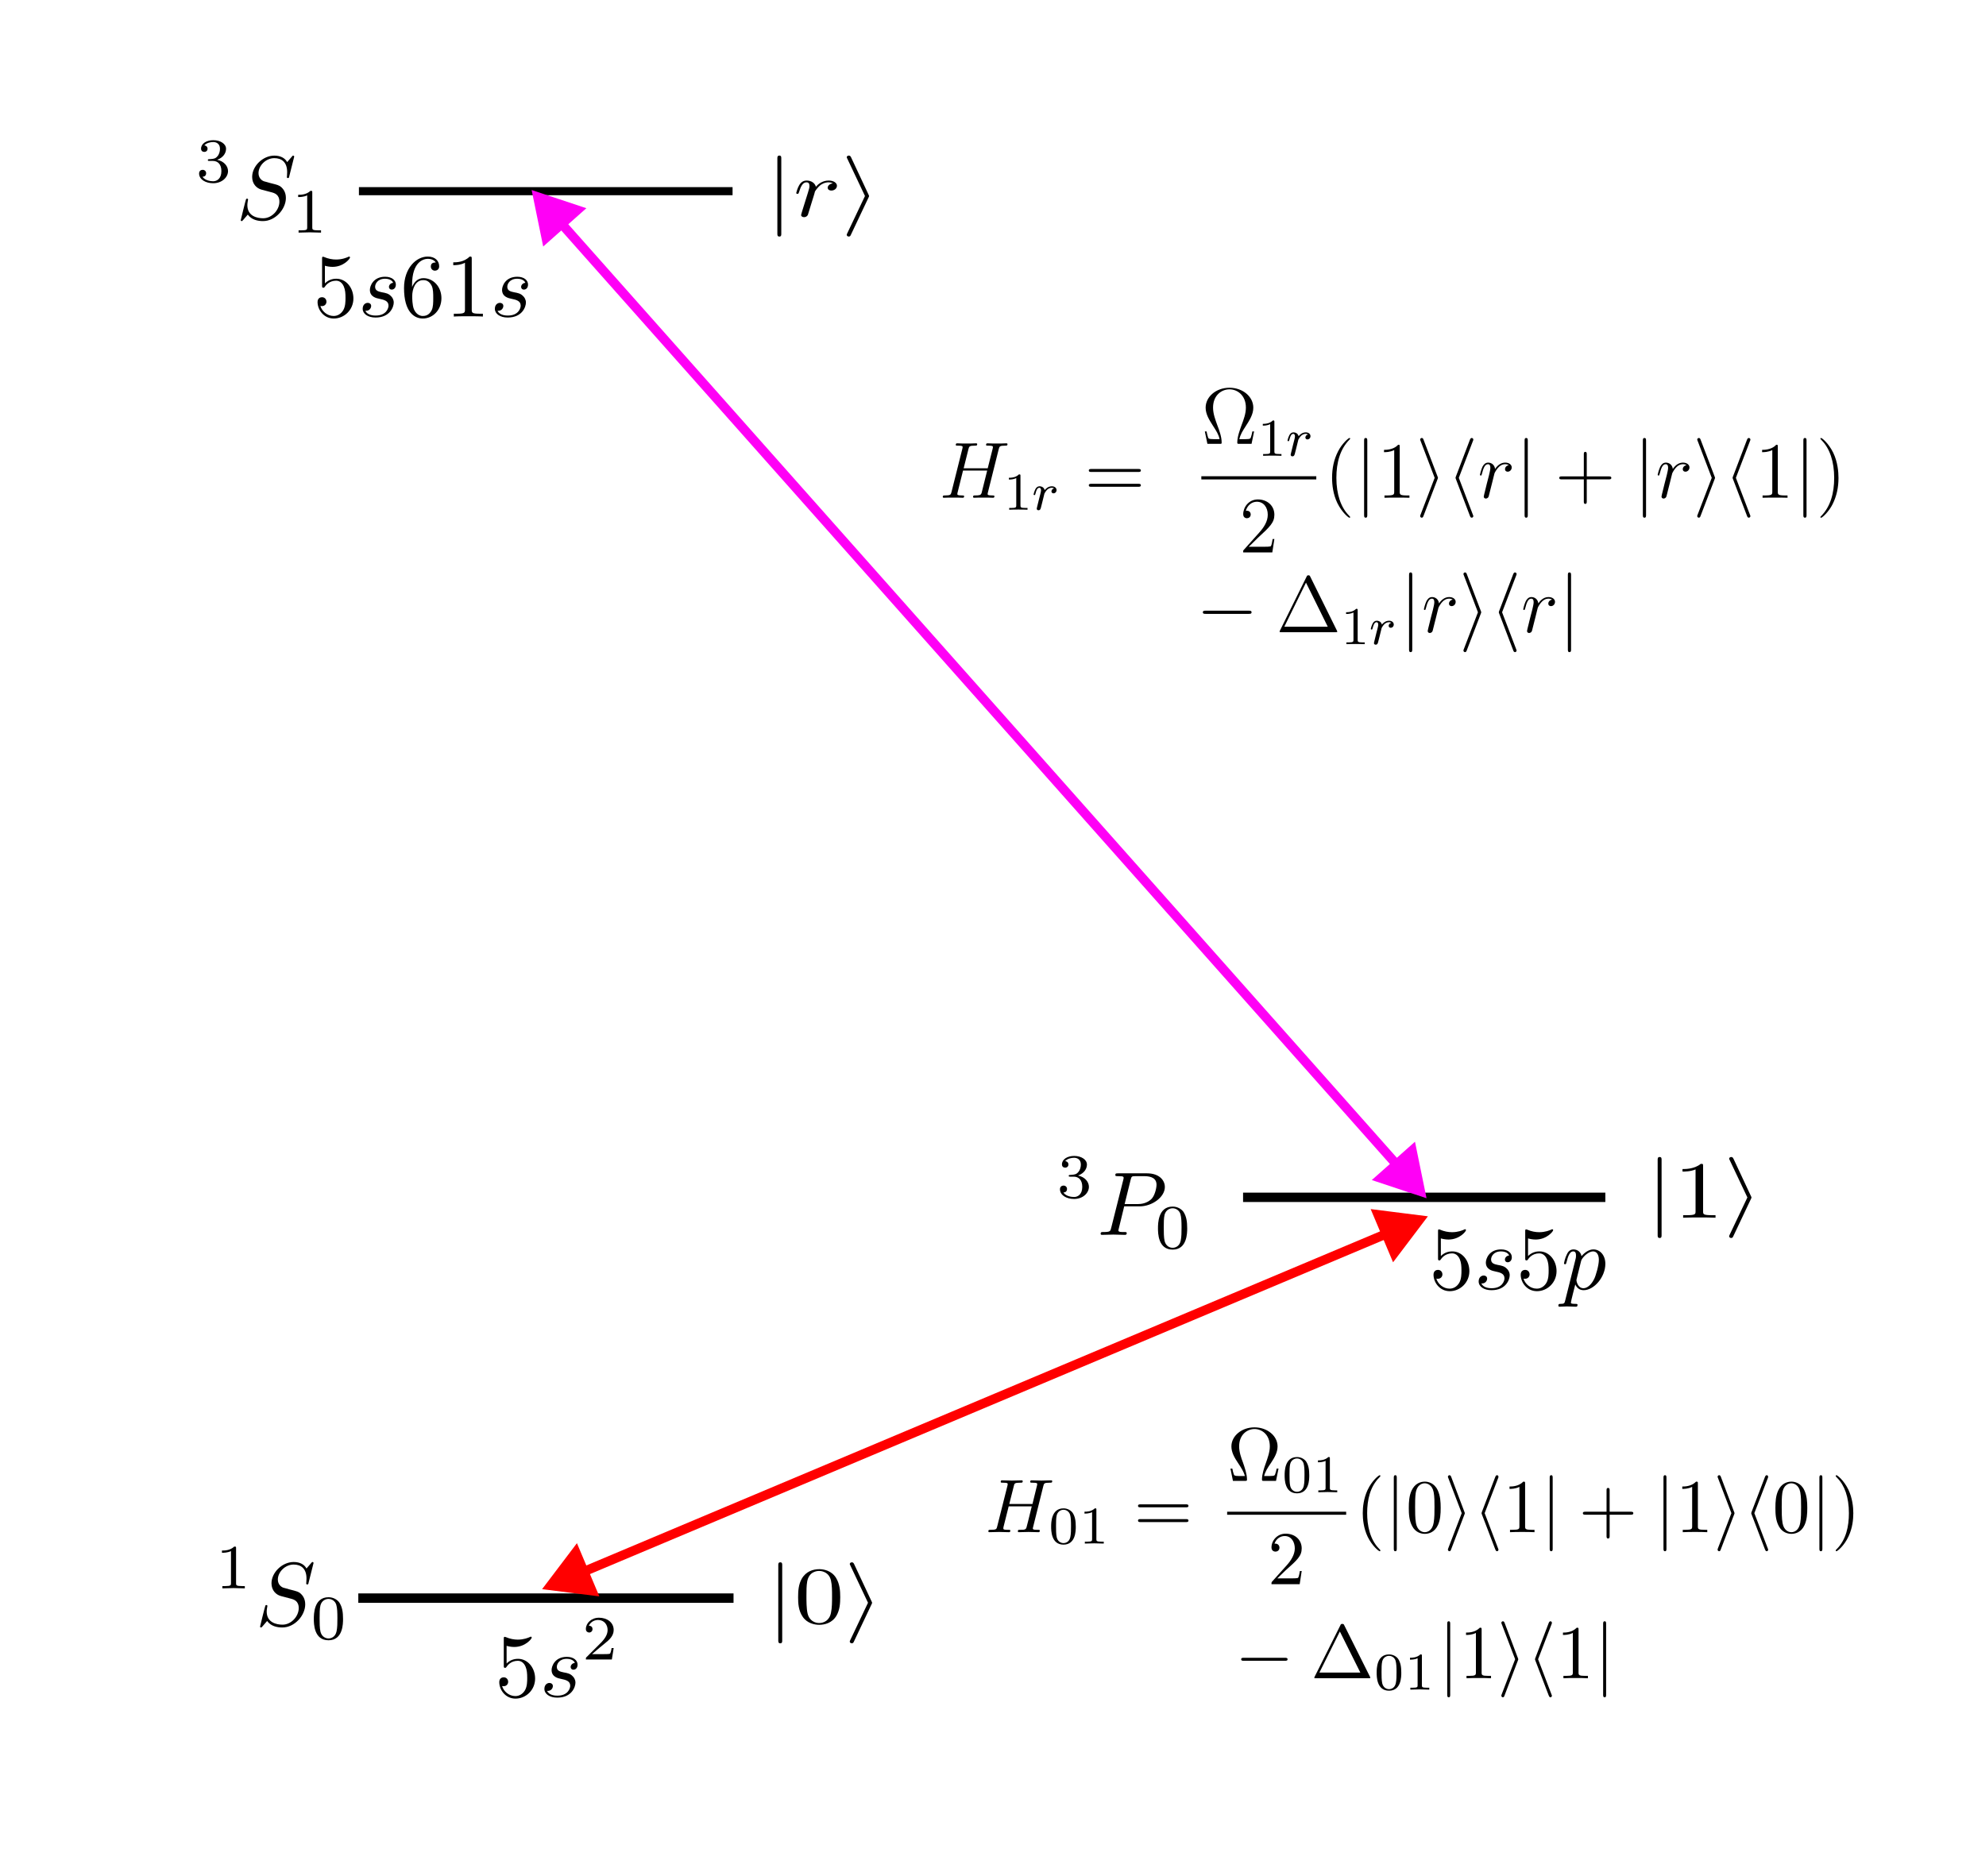 ³S₁ |r⟩
5s61s
H₁ᵣ = Ω₁ᵣ/2 (|1⟩⟨r| + |r⟩⟨1|)
− Δ₁ᵣ|r⟩⟨r|
³P₀ |1⟩
5s5p
H₀₁ = Ω₀₁/2 (|0⟩⟨1| + |1⟩⟨0|)
− Δ₀₁|1⟩⟨1|
¹S₀ |0⟩
5s²